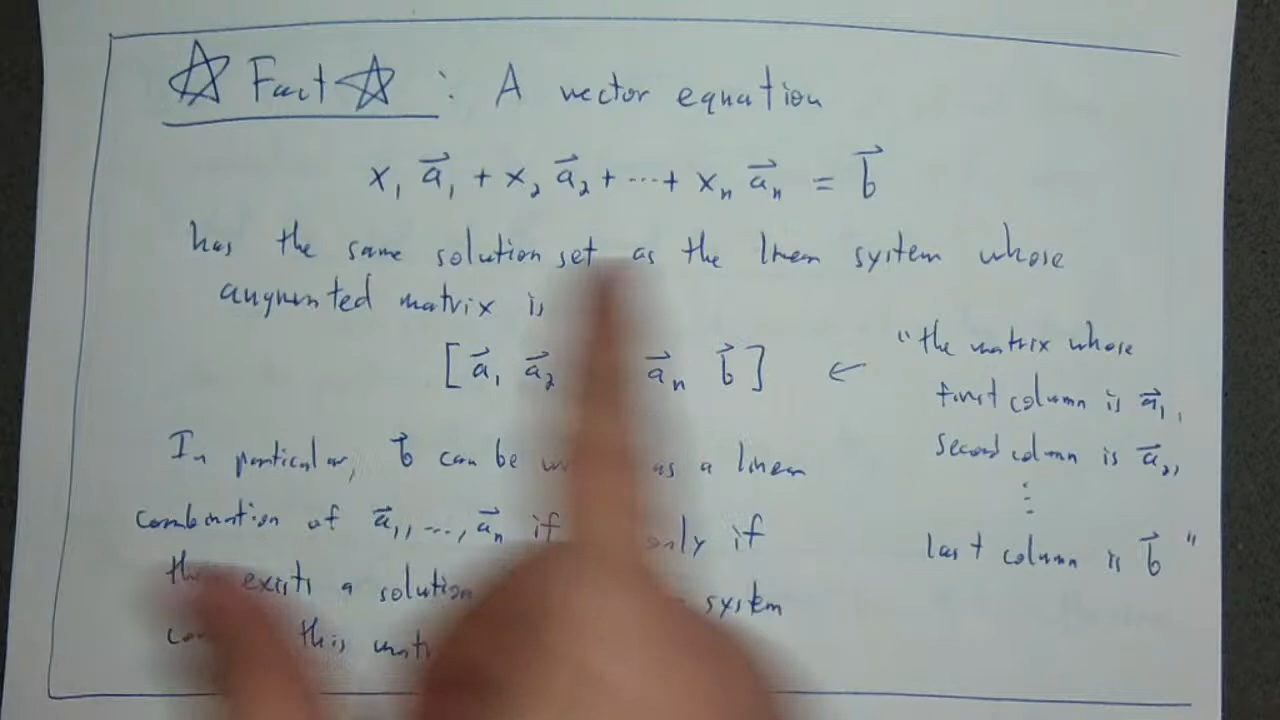 ☆ Fact ☆ : A vector equation
x₁ a⃗₁ + x₂ a⃗₂ + ... + xₙ a⃗ₙ = b⃗
has the same solution set as the linear system whose
augmented matrix is
[ a⃗₁ a⃗₂ a⃗ₙ b⃗ ] ←
"the matrix whose
first column is a⃗₁,
second column is a⃗₂,
⋮
last column is b⃗"
In particular, b⃗ can be as a linear
combination of a⃗₁, ..., a⃗ₙ if only if
exists a solution system
this